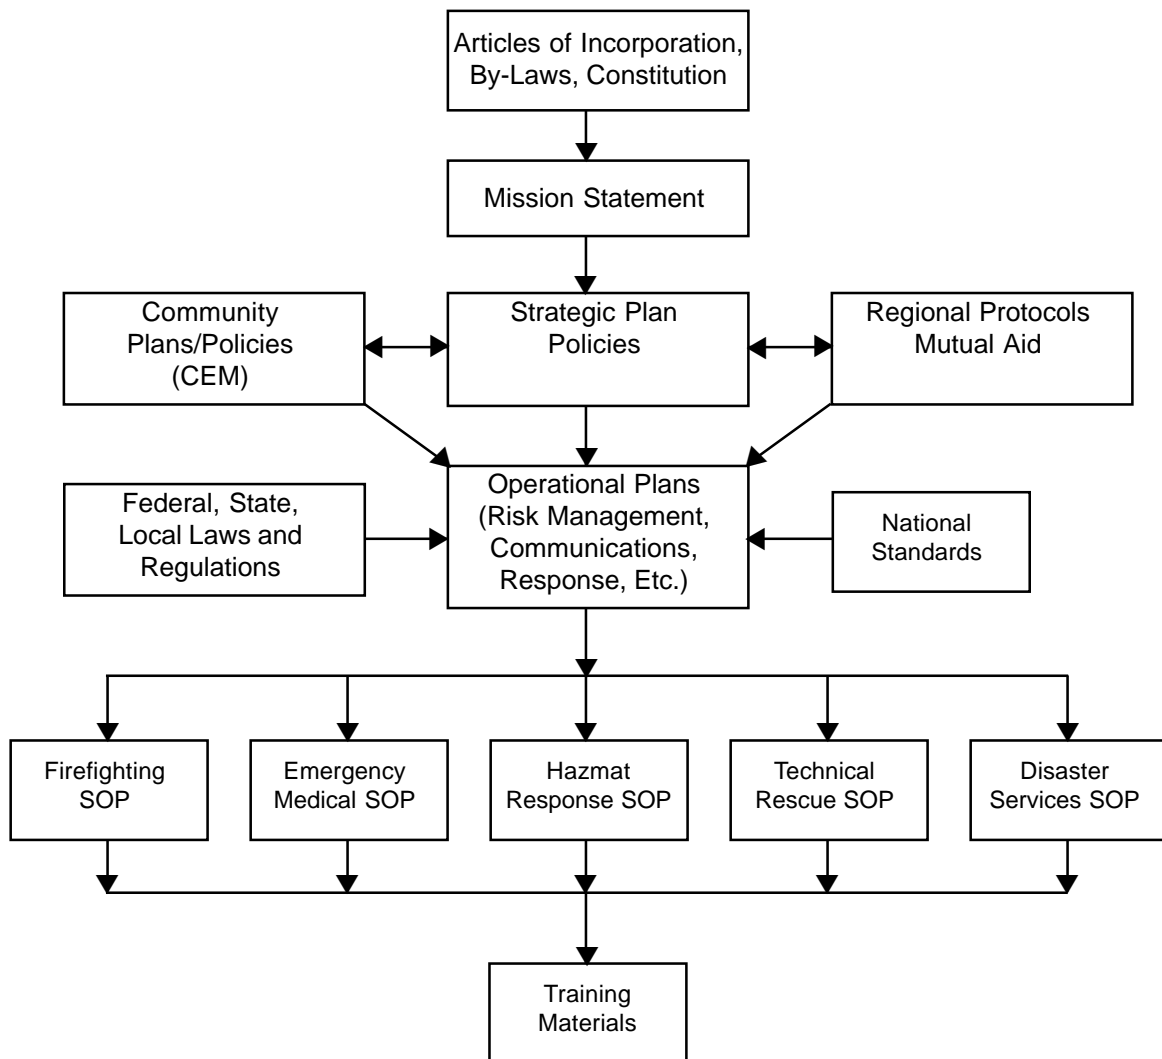 Articles of Incorporation,
By-Laws, Constitution
Mission Statement
Community
Plans/Policies
(CEM)
Strategic Plan
Policies
Regional Protocols
Mutual Aid
Federal, State,
Local Laws and
Regulations
Operational Plans
(Risk Management,
Communications,
Response, Etc.)
National
Standards
Firefighting
SOP
Emergency
Medical SOP
Hazmat
Response SOP
Technical
Rescue SOP
Disaster
Services SOP
Training
Materials